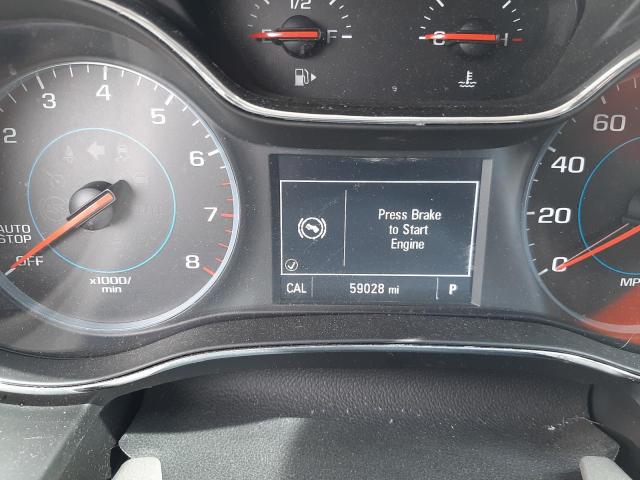 1/2
F
C H
2 3 4 5 6 7 8
AUTO
STOP
OFF
x1000/
min
Press Brake
to Start
Engine
CAL 59028 mi P
60
40
20
0
MP